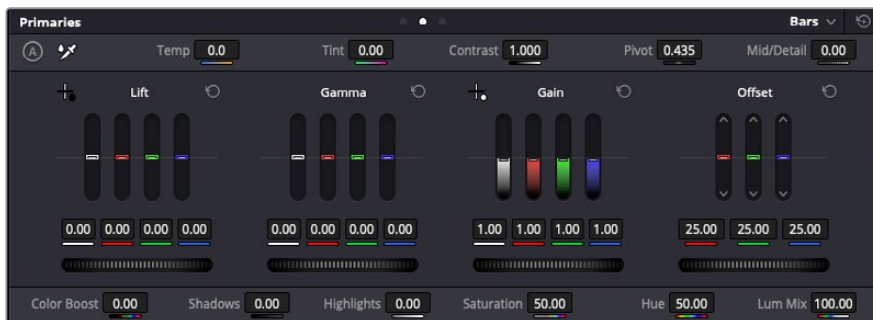 Primaries Bars
A Temp 0.0 Tint 0.00 Contrast 1.000 Pivot 0.435 Mid/Detail 0.00
Lift Gamma Gain Offset
0.00 0.00 0.00 0.00 0.00 0.00 0.00 0.00 1.00 1.00 1.00 1.00 25.00 25.00 25.00
Color Boost 0.00 Shadows 0.00 Highlights 0.00 Saturation 50.00 Hue 50.00 Lum Mix 100.00